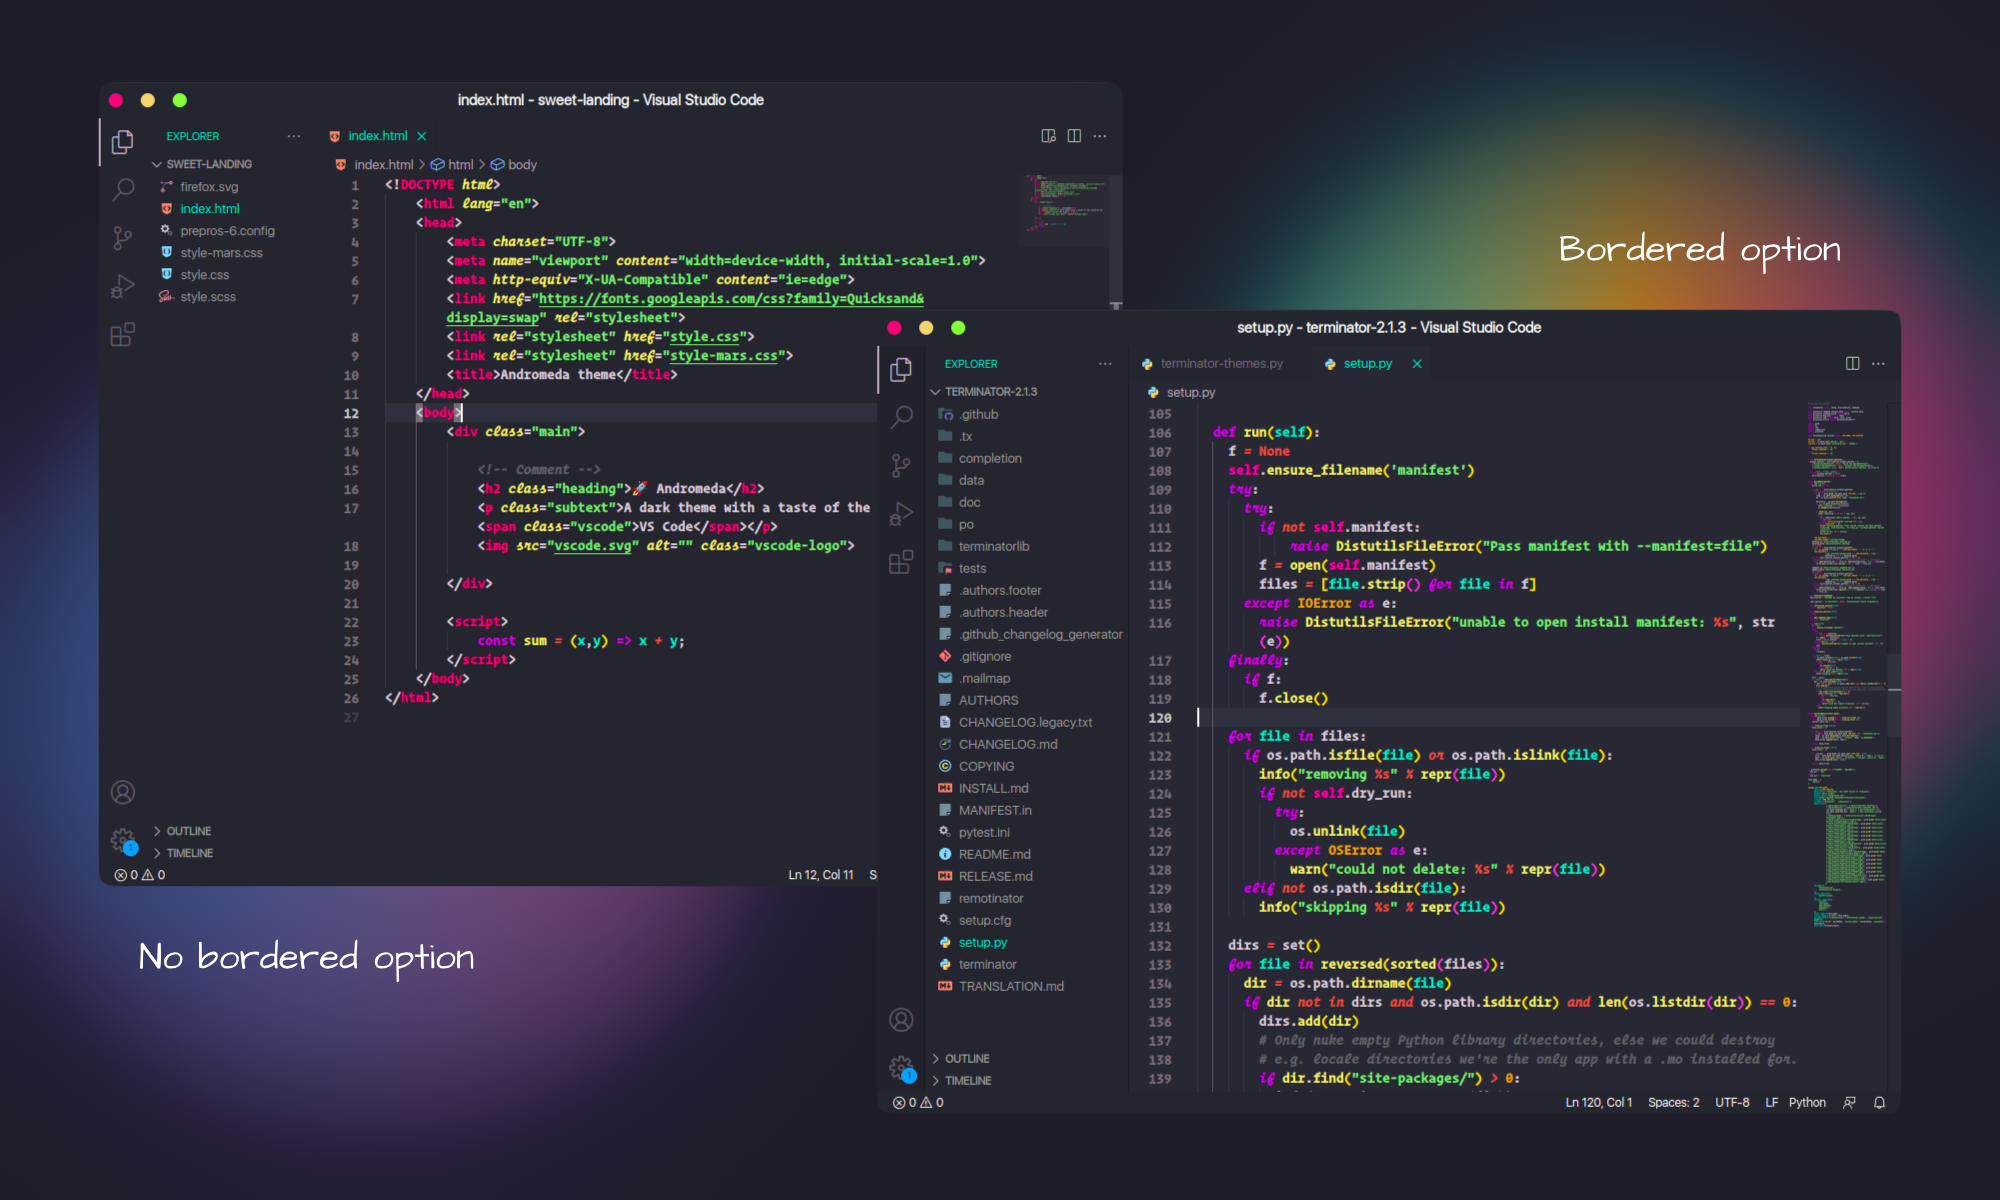 index.html - sweet-landing - Visual Studio Code
EXPLORER
SWEET-LANDING
firefox.svg
index.html
prepros-6.config
style-mars.css
style.css
style.scss
OUTLINE
TIMELINE
index.html
index.html > html > body
1 <!DOCTYPE html>
2 <html lang="en">
3 <head>
4 <meta charset="UTF-8">
5 <meta name="viewport" content="width=device-width, initial-scale=1.0">
6 <meta http-equiv="X-UA-Compatible" content="ie=edge">
7 <link href="https://fonts.googleapis.com/css?family=Quicksand&
display=swap" rel="stylesheet">
8 <link rel="stylesheet" href="style.css">
9 <link rel="stylesheet" href="style-mars.css">
10 <title>Andromeda theme</title>
11 </head>
12 <body>
13 <div class="main">
14
15 <!-- Comment -->
16 <h2 class="heading">🚀 Andromeda</h2>
17 <p class="subtext">A dark theme with a taste of the
<span class="vscode">VS Code</span></p>
18 <img src="vscode.svg" alt="" class="vscode-logo">
19
20 </div>
21
22 <script>
23 const sum = (x,y) => x + y;
24 </script>
25 </body>
26 </html>
27
1
0 0
Ln 12, Col 11
S
No bordered option
Bordered option
setup.py - terminator-2.1.3 - Visual Studio Code
EXPLORER
TERMINATOR-2.1.3
.github
.tx
completion
data
doc
po
terminatorlib
tests
.authors.footer
.authors.header
.github_changelog_generator
.gitignore
.mailmap
AUTHORS
CHANGELOG.legacy.txt
CHANGELOG.md
COPYING
INSTALL.md
MANIFEST.in
pytest.ini
README.md
RELEASE.md
remotinator
setup.cfg
setup.py
terminator
TRANSLATION.md
OUTLINE
TIMELINE
terminator-themes.py
setup.py
setup.py
105
106 def run(self):
107 f = None
108 self.ensure_filename('manifest')
109 try:
110 try:
111 if not self.manifest:
112 raise DistutilsFileError("Pass manifest with --manifest=file")
113 f = open(self.manifest)
114 files = [file.strip() for file in f]
115 except IOError as e:
116 raise DistutilsFileError("unable to open install manifest: %s", str
(e))
117 finally:
118 if f:
119 f.close()
120
121 for file in files:
122 if os.path.isfile(file) or os.path.islink(file):
123 info("removing %s" % repr(file))
124 if not self.dry_run:
125 try:
126 os.unlink(file)
127 except OSError as e:
128 warn("could not delete: %s" % repr(file))
129 elif not os.path.isdir(file):
130 info("skipping %s" % repr(file))
131
132 dirs = set()
133 for file in reversed(sorted(files)):
134 dir = os.path.dirname(file)
135 if dir not in dirs and os.path.isdir(dir) and len(os.listdir(dir)) == 0:
136 dirs.add(dir)
137 # Only nuke empty Python library directories, else we could destroy
138 # e.g. locale directories we're the only app with a .mo installed for.
139 if dir.find("site-packages/") > 0:
1
0 0
Ln 120, Col 1
Spaces: 2
UTF-8
LF
Python